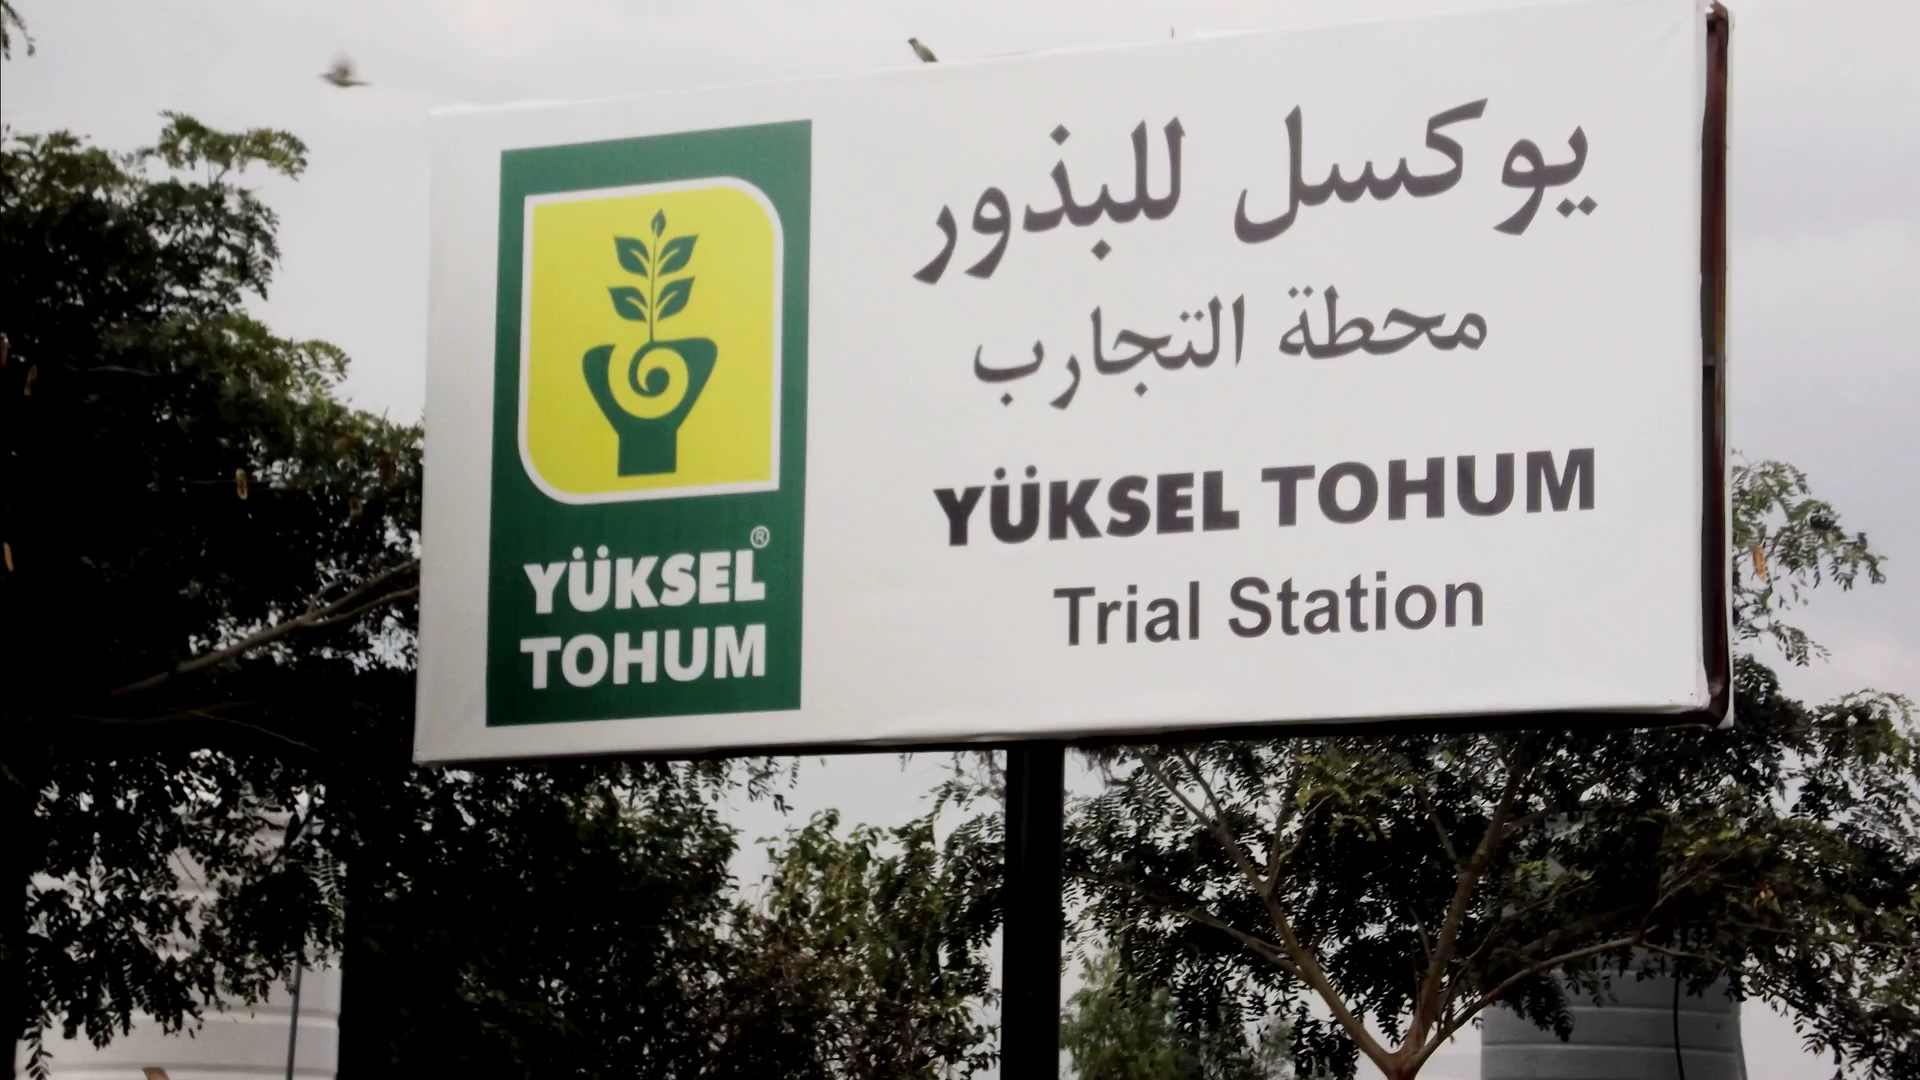 YÜKSEL®
TOHUM
يوكسل للبذور
محطة التجارب
YÜKSEL TOHUM
Trial Station